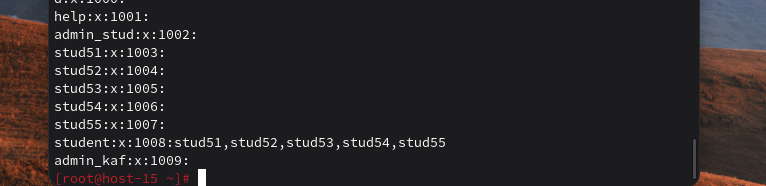 help:x:1001:
admin_stud:x:1002:
stud51:x:1003:
stud52:x:1004:
stud53:x:1005:
stud54:x:1006:
stud55:x:1007:
student:x:1008:stud51,stud52,stud53,stud54,stud55
admin_kaf:x:1009:
[root@host-15 ~]#